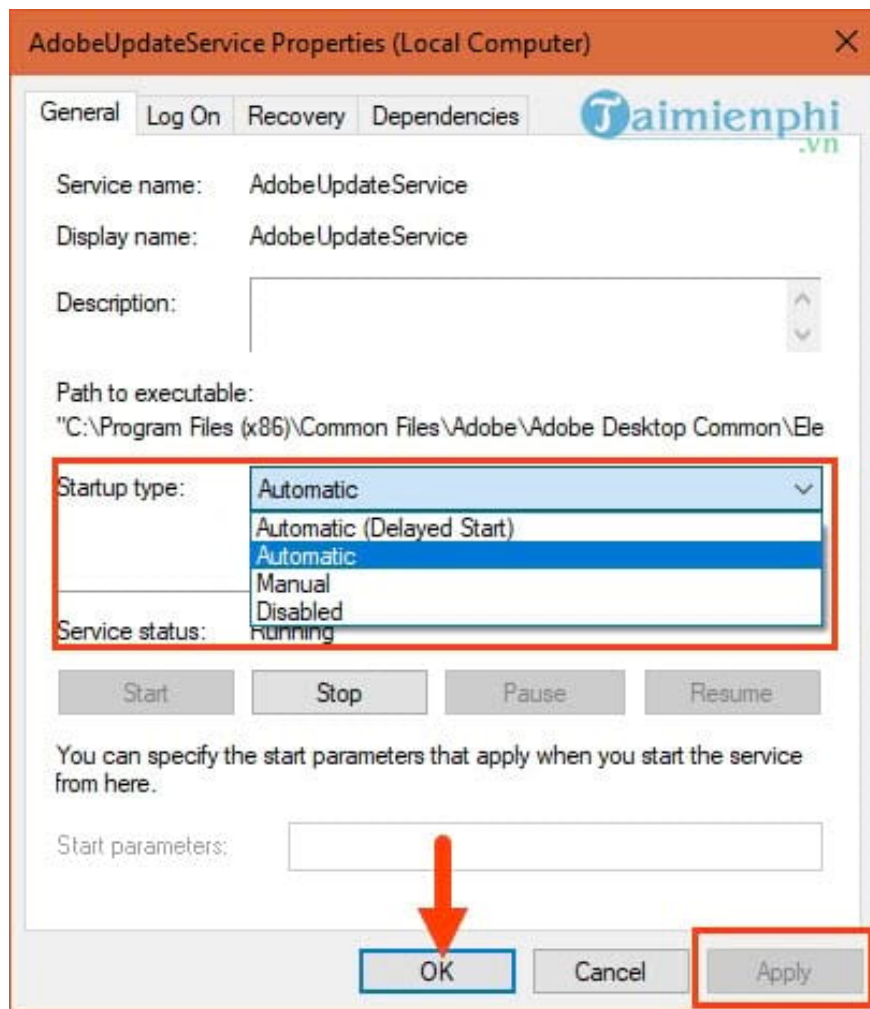 AdobeUpdateService Properties (Local Computer)
General Log On Recovery Dependencies
Taimienphi
.vn
Service name: AdobeUpdateService
Display name: AdobeUpdateService
Description:
Path to executable:
"C:\Program Files (x86)\Common Files\Adobe\Adobe Desktop Common\Ele
Startup type: Automatic
Automatic (Delayed Start)
Automatic
Manual
Disabled
Service status: Running
Start Stop Pause Resume
You can specify the start parameters that apply when you start the service
from here.
Start parameters:
OK Cancel Apply